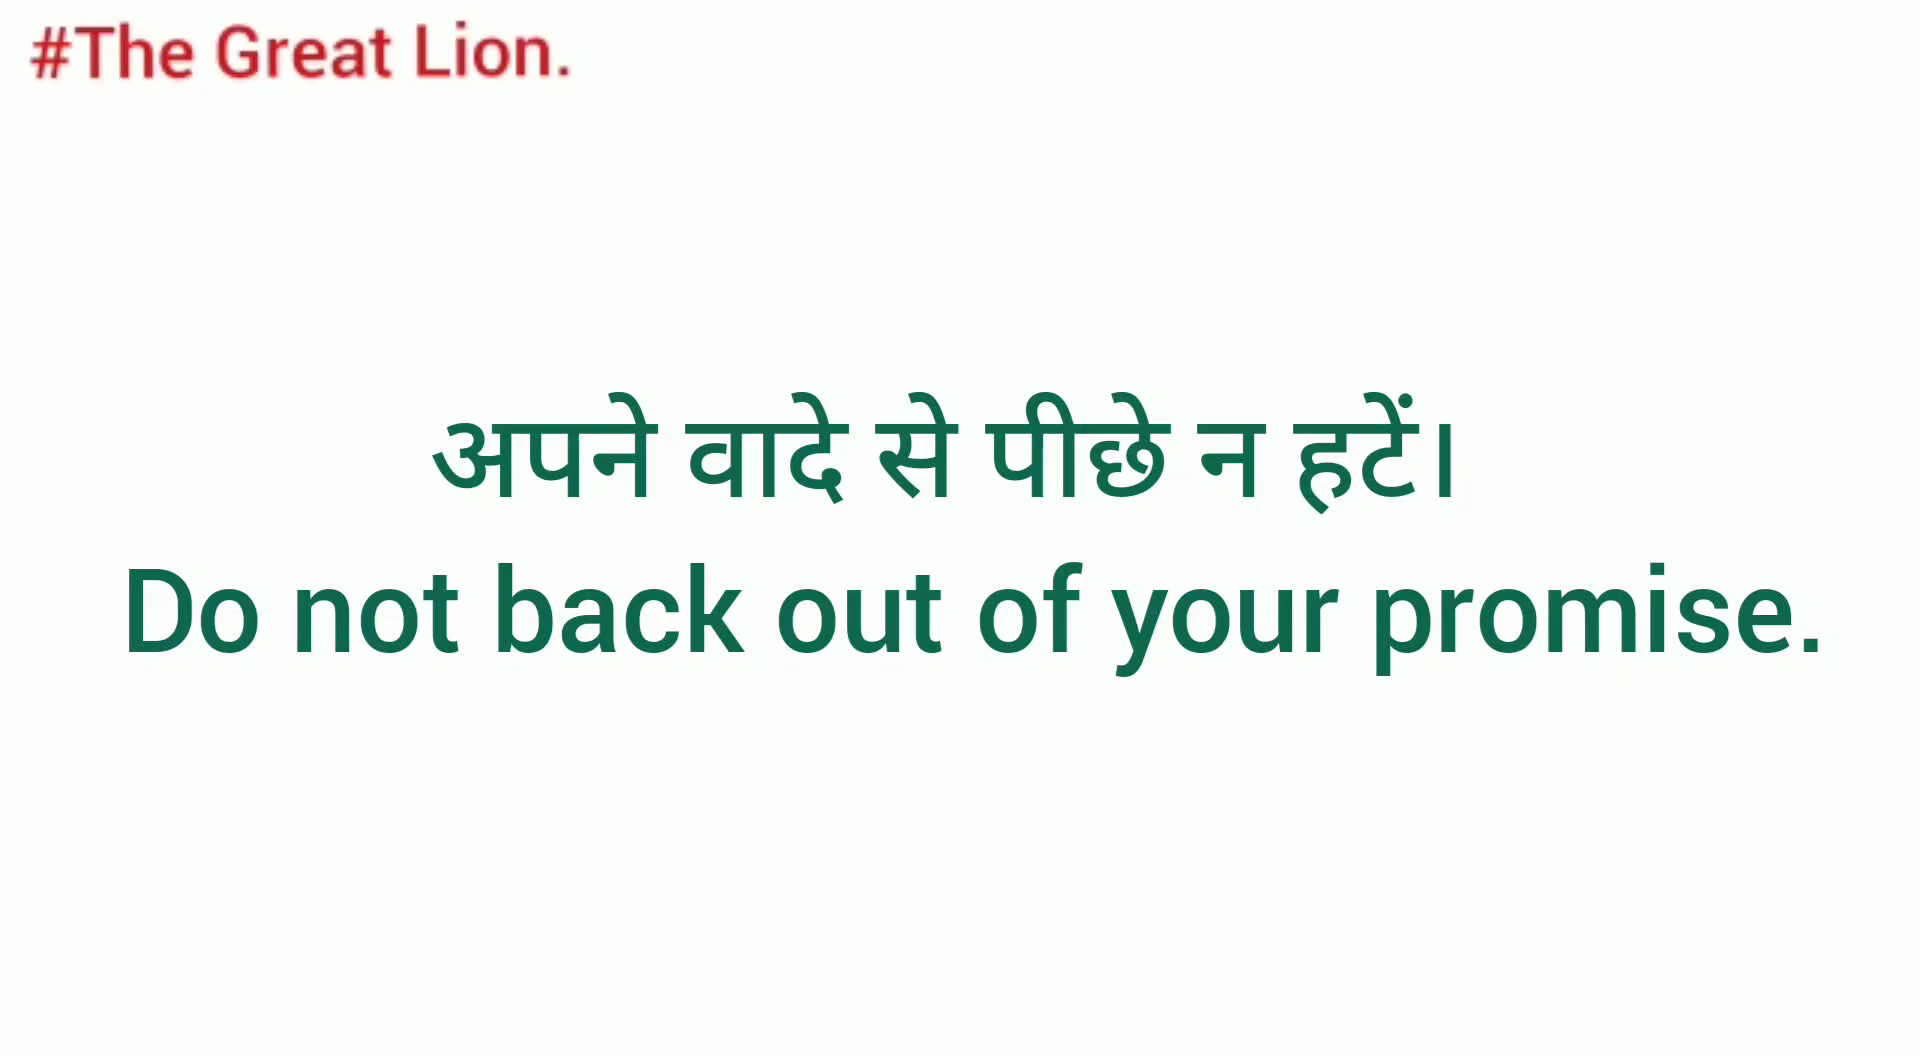 #The Great Lion.
अपने वादे से पीछे न हटें।
Do not back out of your promise.